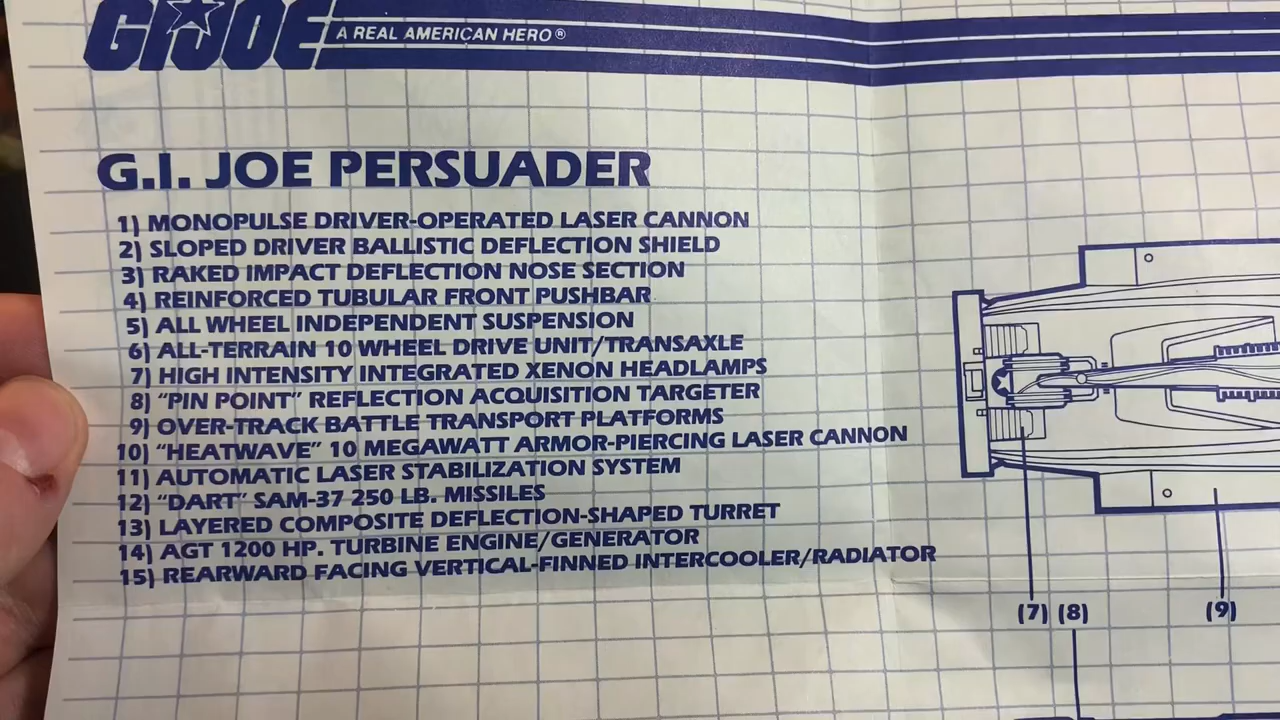 GIJOE A REAL AMERICAN HERO®
G.I. JOE PERSUADER
1) MONOPULSE DRIVER-OPERATED LASER CANNON
2) SLOPED DRIVER BALLISTIC DEFLECTION SHIELD
3) RAKED IMPACT DEFLECTION NOSE SECTION
4) REINFORCED TUBULAR FRONT PUSHBAR
5) ALL WHEEL INDEPENDENT SUSPENSION
6) ALL-TERRAIN 10 WHEEL DRIVE UNIT/TRANSAXLE
7) HIGH INTENSITY INTEGRATED XENON HEADLAMPS
8) "PIN POINT" REFLECTION ACQUISITION TARGETER
9) OVER-TRACK BATTLE TRANSPORT PLATFORMS
10) "HEATWAVE" 10 MEGAWATT ARMOR-PIERCING LASER CANNON
11) AUTOMATIC LASER STABILIZATION SYSTEM
12) "DART" SAM-37 250 LB. MISSILES
13) LAYERED COMPOSITE DEFLECTION-SHAPED TURRET
14) AGT 1200 HP. TURBINE ENGINE/GENERATOR
15) REARWARD FACING VERTICAL-FINNED INTERCOOLER/RADIATOR
(7) (8) (9)